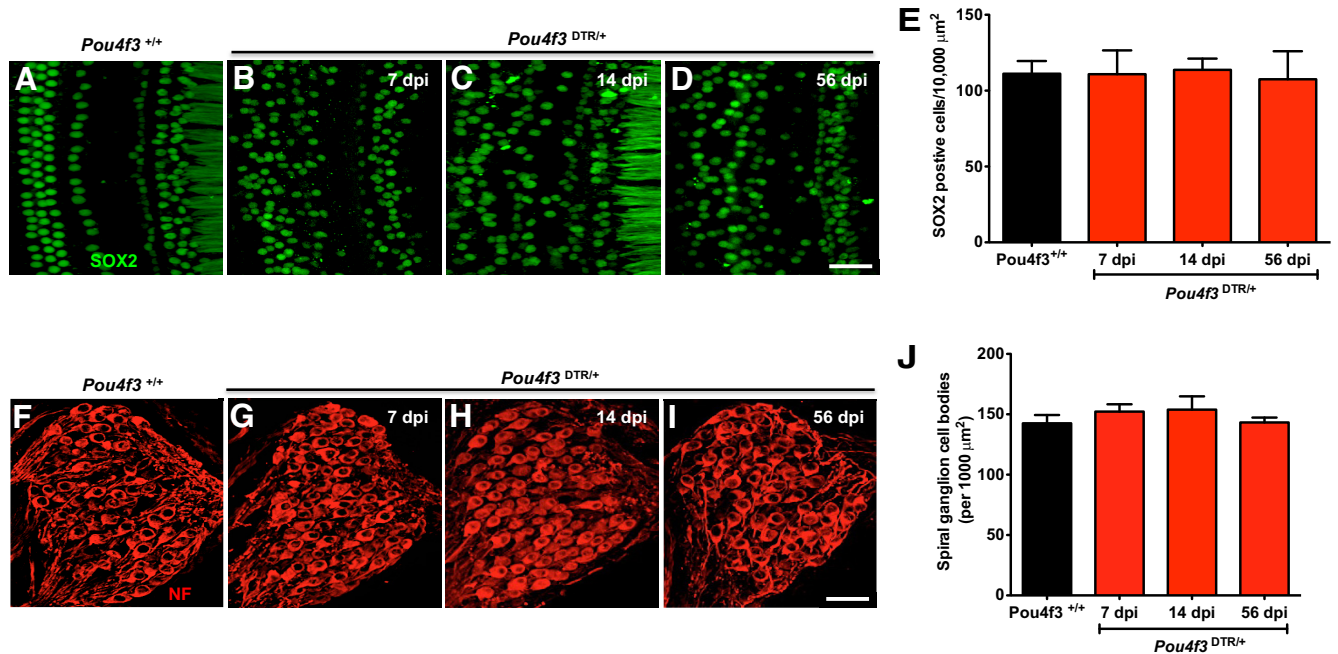 Pou4f3 +/+
Pou4f3 DTR/+
A
B
7 dpi
C
14 dpi
D
56 dpi
SOX2
E
SOX2 postive cells/10,000 µm2
150
100
50
0
Pou4f3+/+
7 dpi
14 dpi
56 dpi
Pou4f3 DTR/+
Pou4f3 +/+
Pou4f3 DTR/+
F
G
7 dpi
H
14 dpi
I
56 dpi
NF
J
Spiral ganglion cell bodies
(per 1000 µm2)
200
150
100
50
0
Pou4f3 +/+
7 dpi
14 dpi
56 dpi
Pou4f3 DTR/+